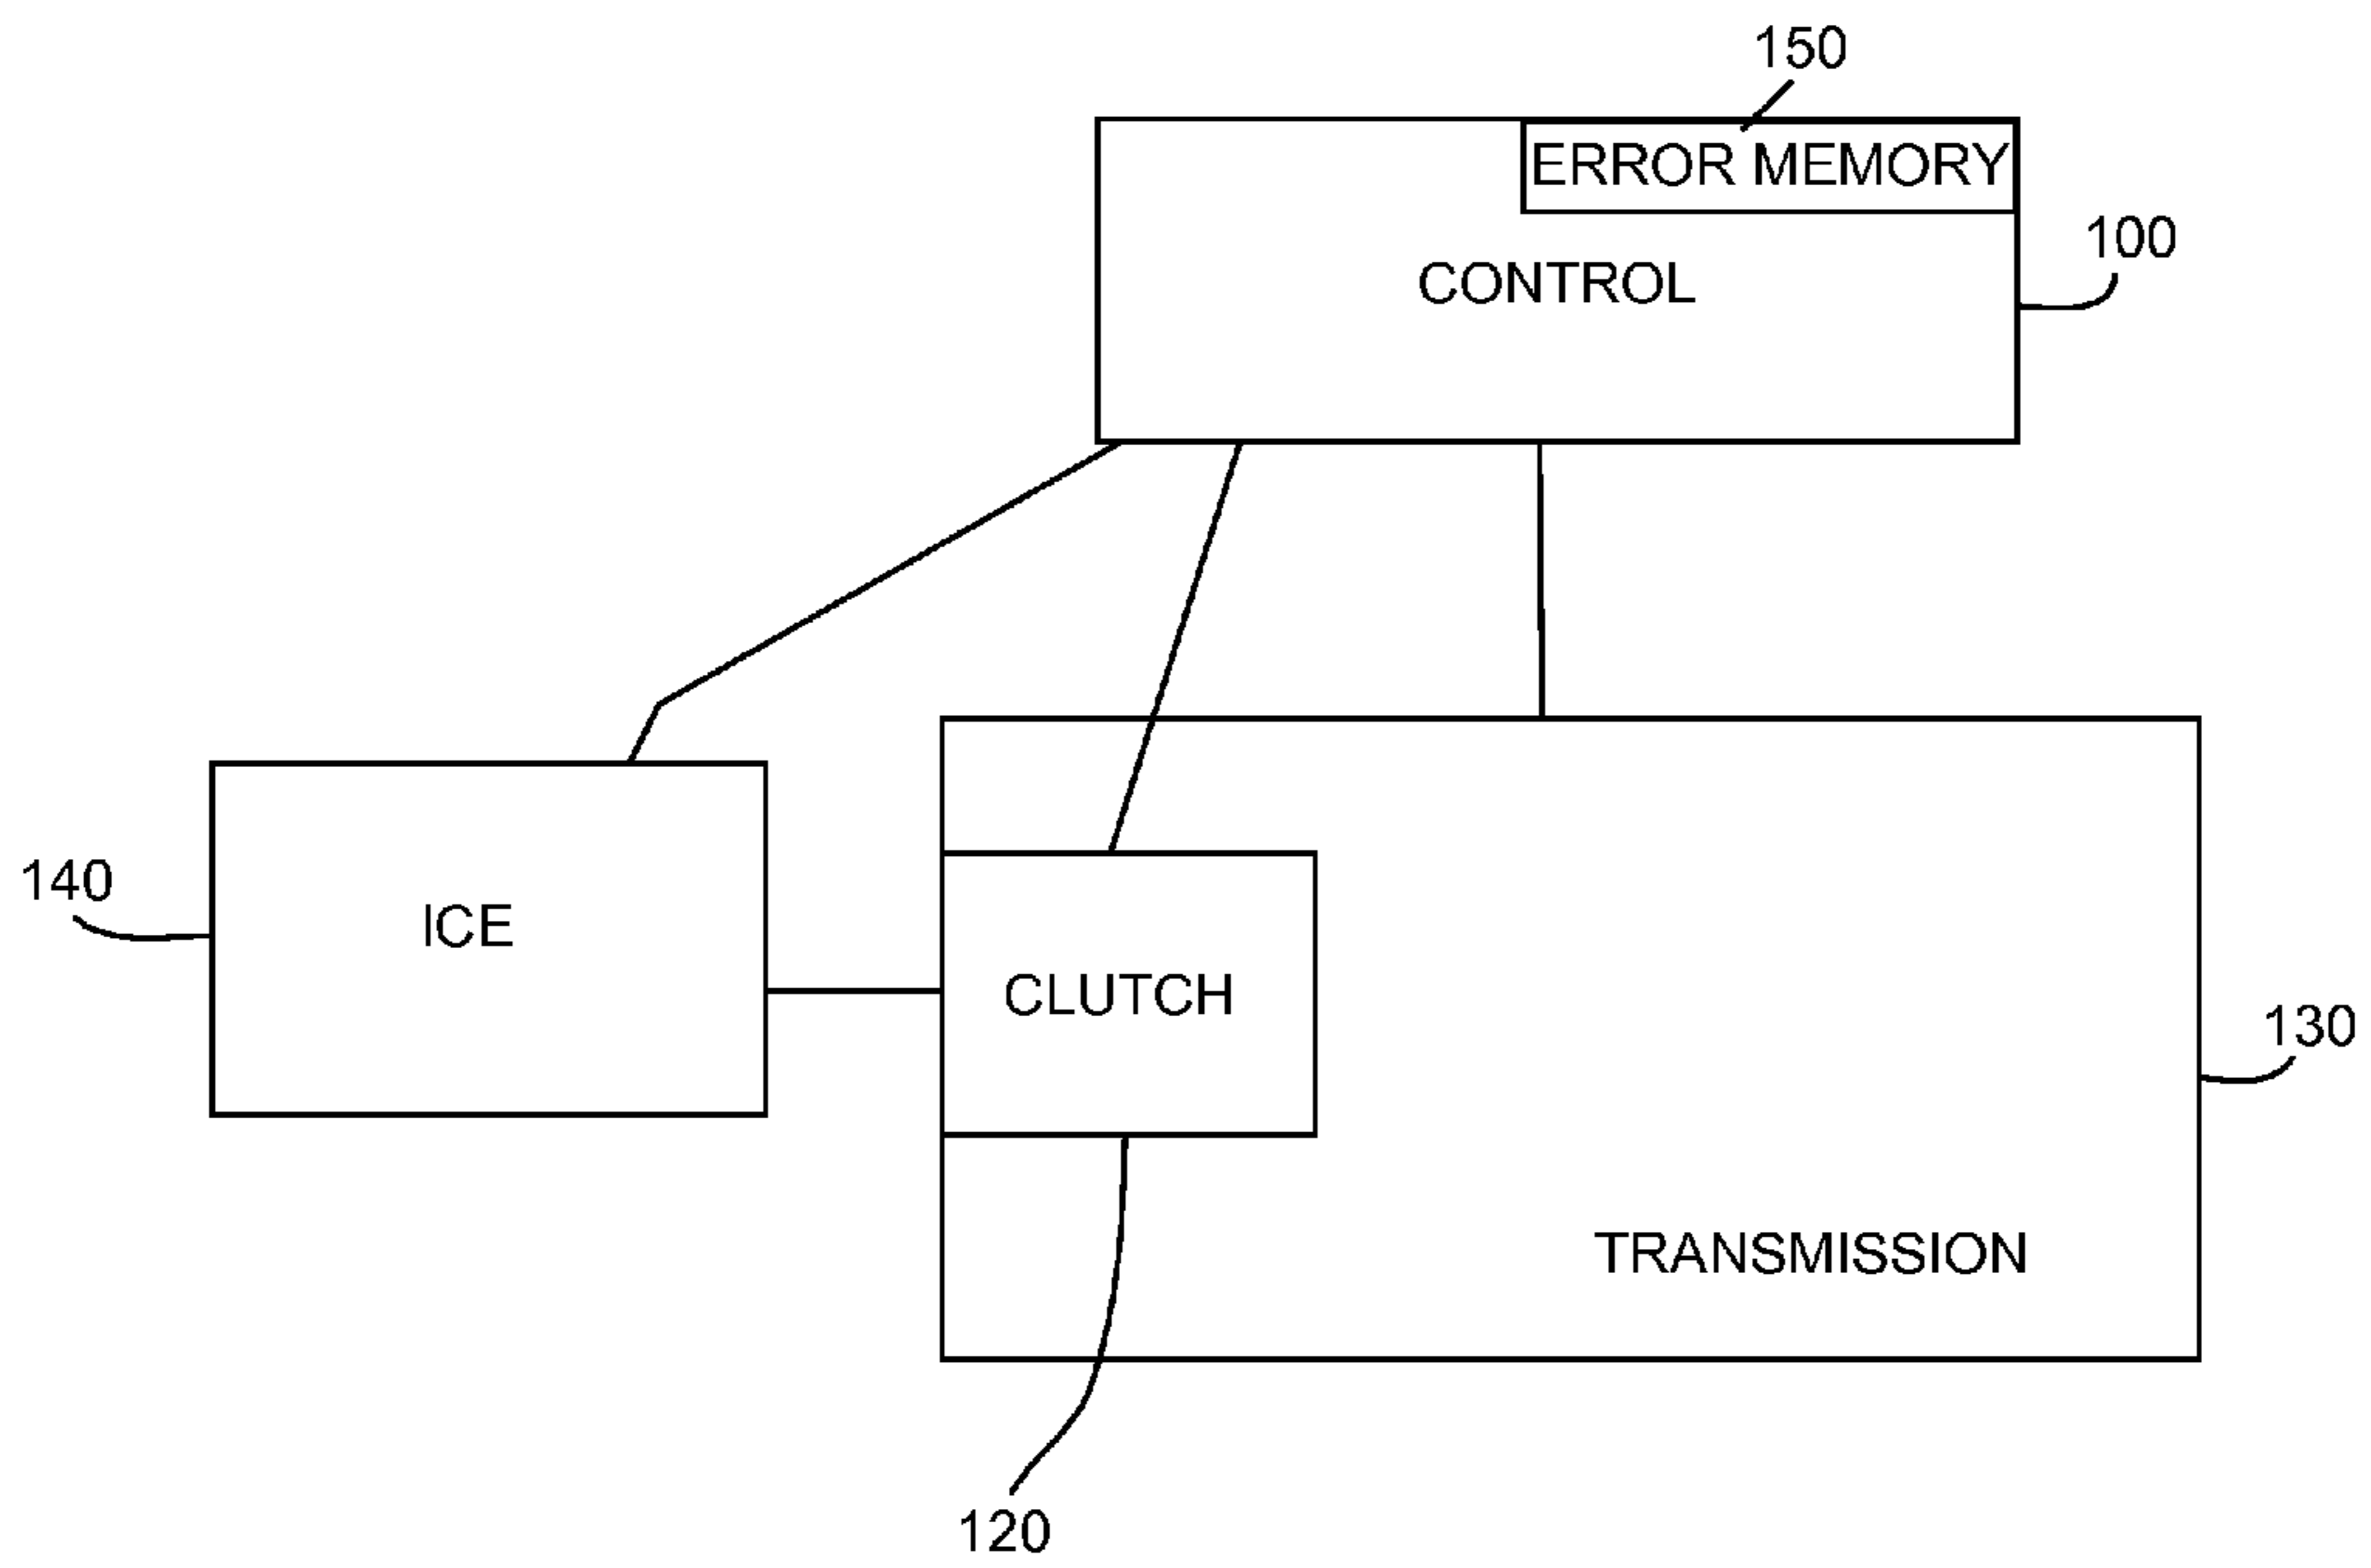 150
ERROR MEMORY
100
CONTROL
140
ICE
CLUTCH
130
TRANSMISSION
120